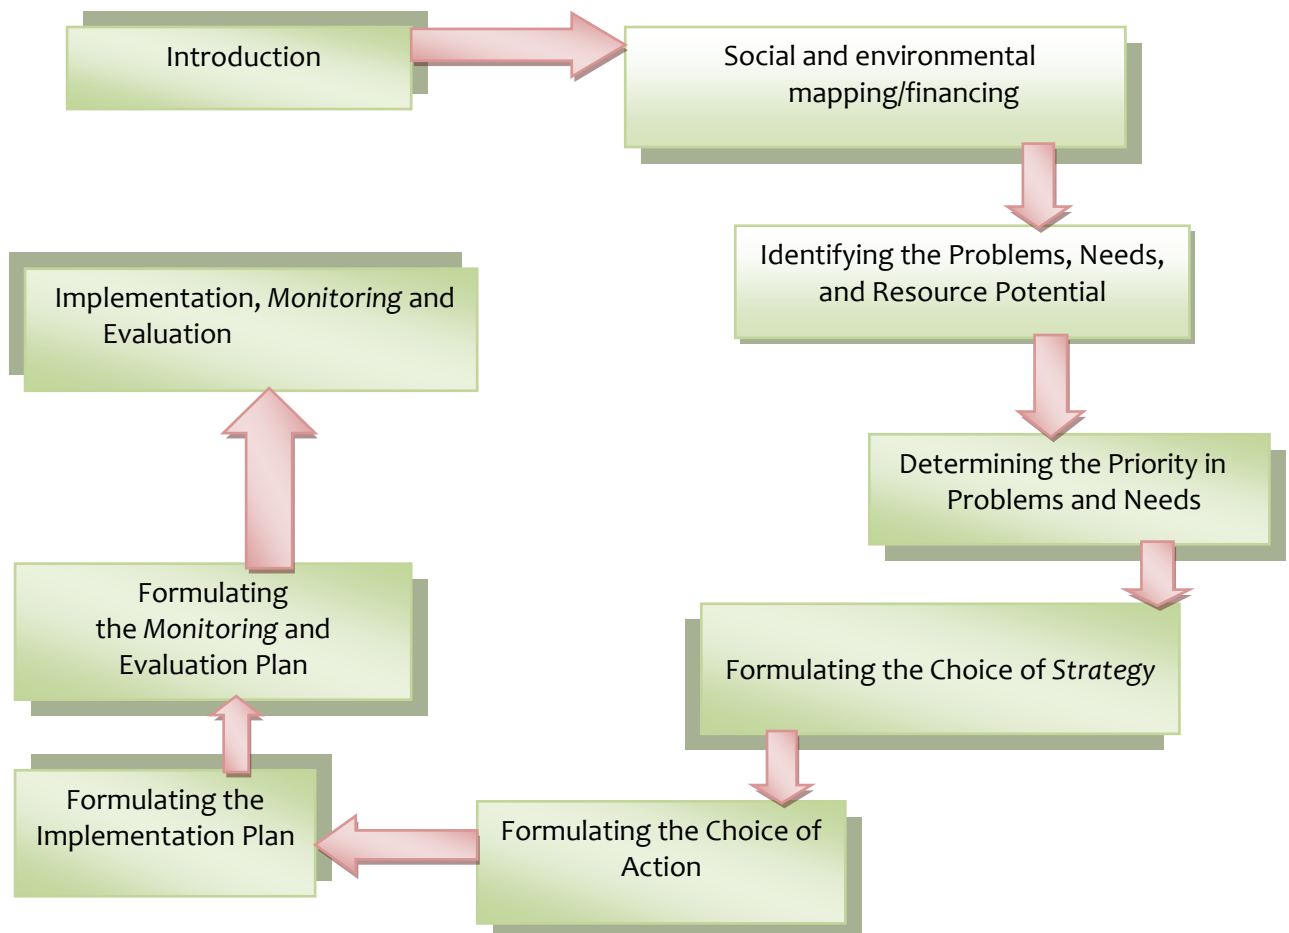 Introduction
Social and environmental
mapping/financing
Identifying the Problems, Needs,
and Resource Potential
Determining the Priority in
Problems and Needs
Formulating the Choice of Strategy
Formulating the Choice of
Action
Formulating the
Implementation Plan
Formulating
the Monitoring and
Evaluation Plan
Implementation, Monitoring and
Evaluation